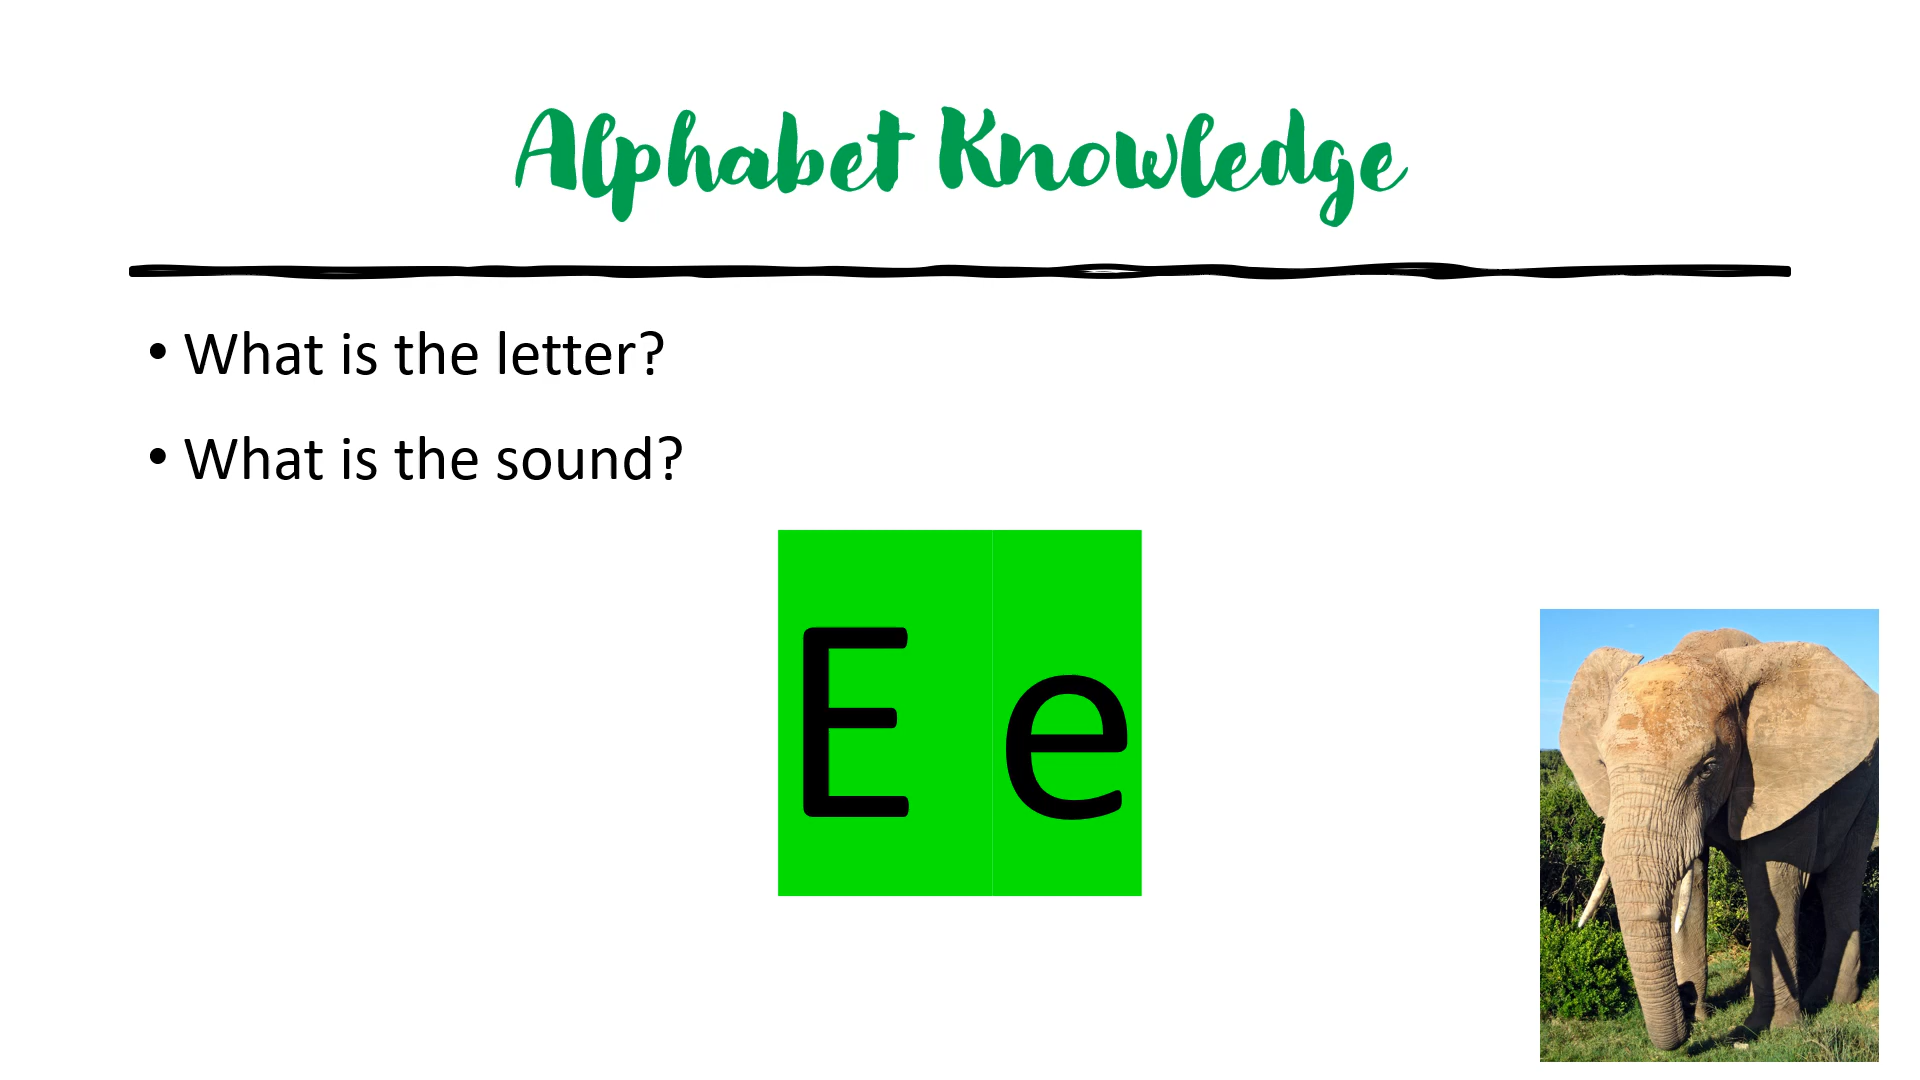 Alphabet Knowledge
• What is the letter?
• What is the sound?
E e